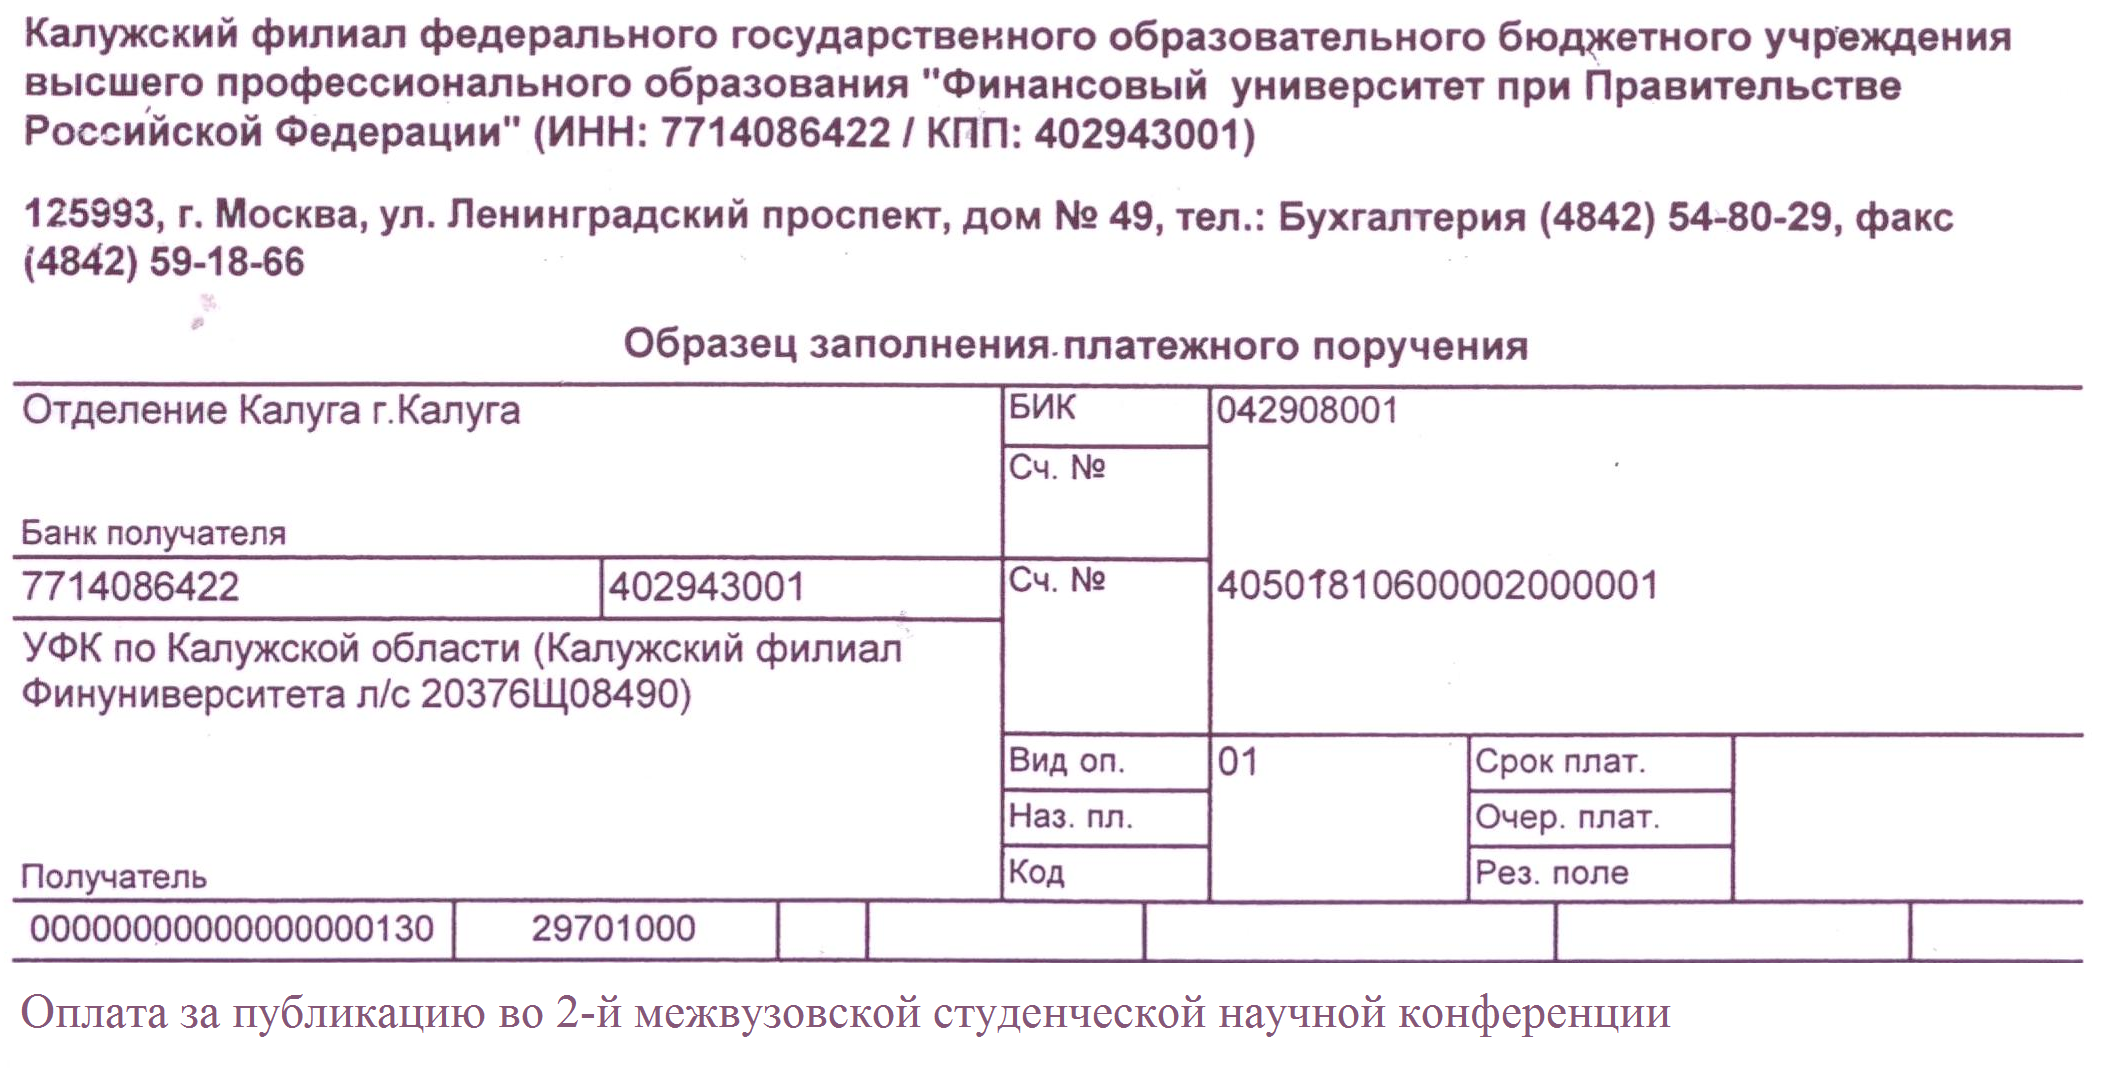 Калужский филиал федерального государственного образовательного бюджетного учреждения
высшего профессионального образования "Финансовый университет при Правительстве
Российской Федерации" (ИНН: 7714086422 / КПП: 402943001)
125993, г. Москва, ул. Ленинградский проспект, дом № 49, тел.: Бухгалтерия (4842) 54-80-29, факс
(4842) 59-18-66
Образец заполнения платежного поручения
Отделение Калуга г.Калуга БИК 042908001
Сч. №
Банк получателя
7714086422 402943001 Сч. № 40501810600002000001
УФК по Калужской области (Калужский филиал
Финуниверситета л/с 20376Щ08490)
Вид оп. 01 Срок плат.
Наз. пл. Очер. плат.
Получатель Код Рез. поле
00000000000000000130 29701000
Оплата за публикацию во 2-й межвузовской студенческой научной конференции